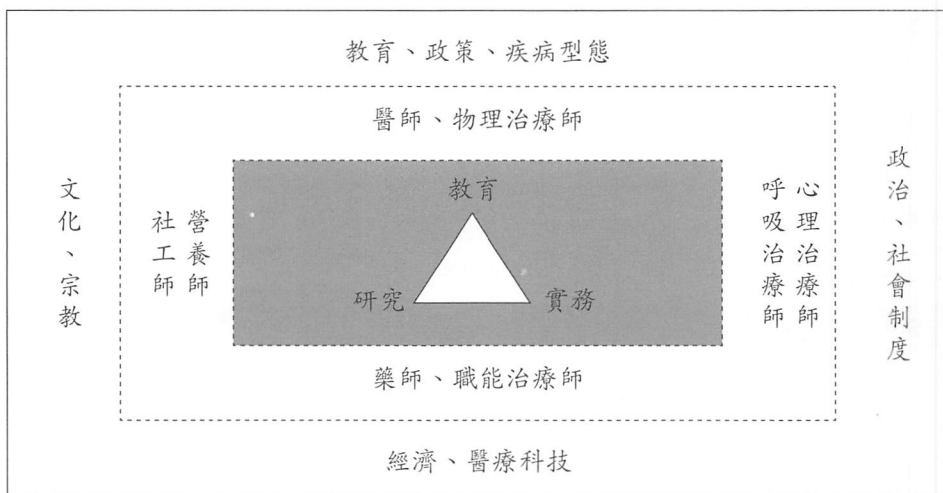 教育、政策、疾病型態
醫師、物理治療師
文化、宗教
社工師
營養師
教育
研究
實務
呼吸治療師
心理治療師
政治、社會制度
藥師、職能治療師
經濟、醫療科技